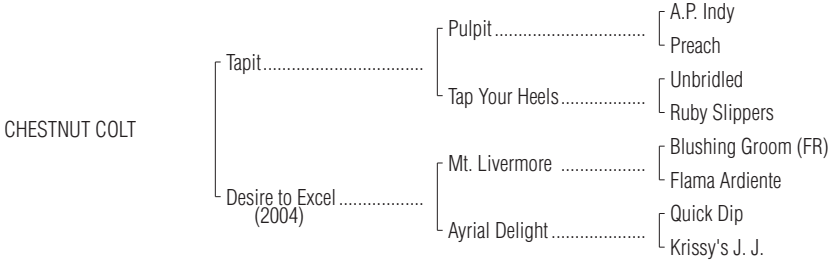 A.P. Indy
Pulpit..............................
Preach
Tapit................................
Unbridled
Tap Your Heels.................
Ruby Slippers
CHESTNUT COLT
Blushing Groom (FR)
Mt. Livermore .................
Flama Ardiente
Desire to Excel .................
(2004)
Quick Dip
Ayrial Delight ...................
Krissy's J. J.